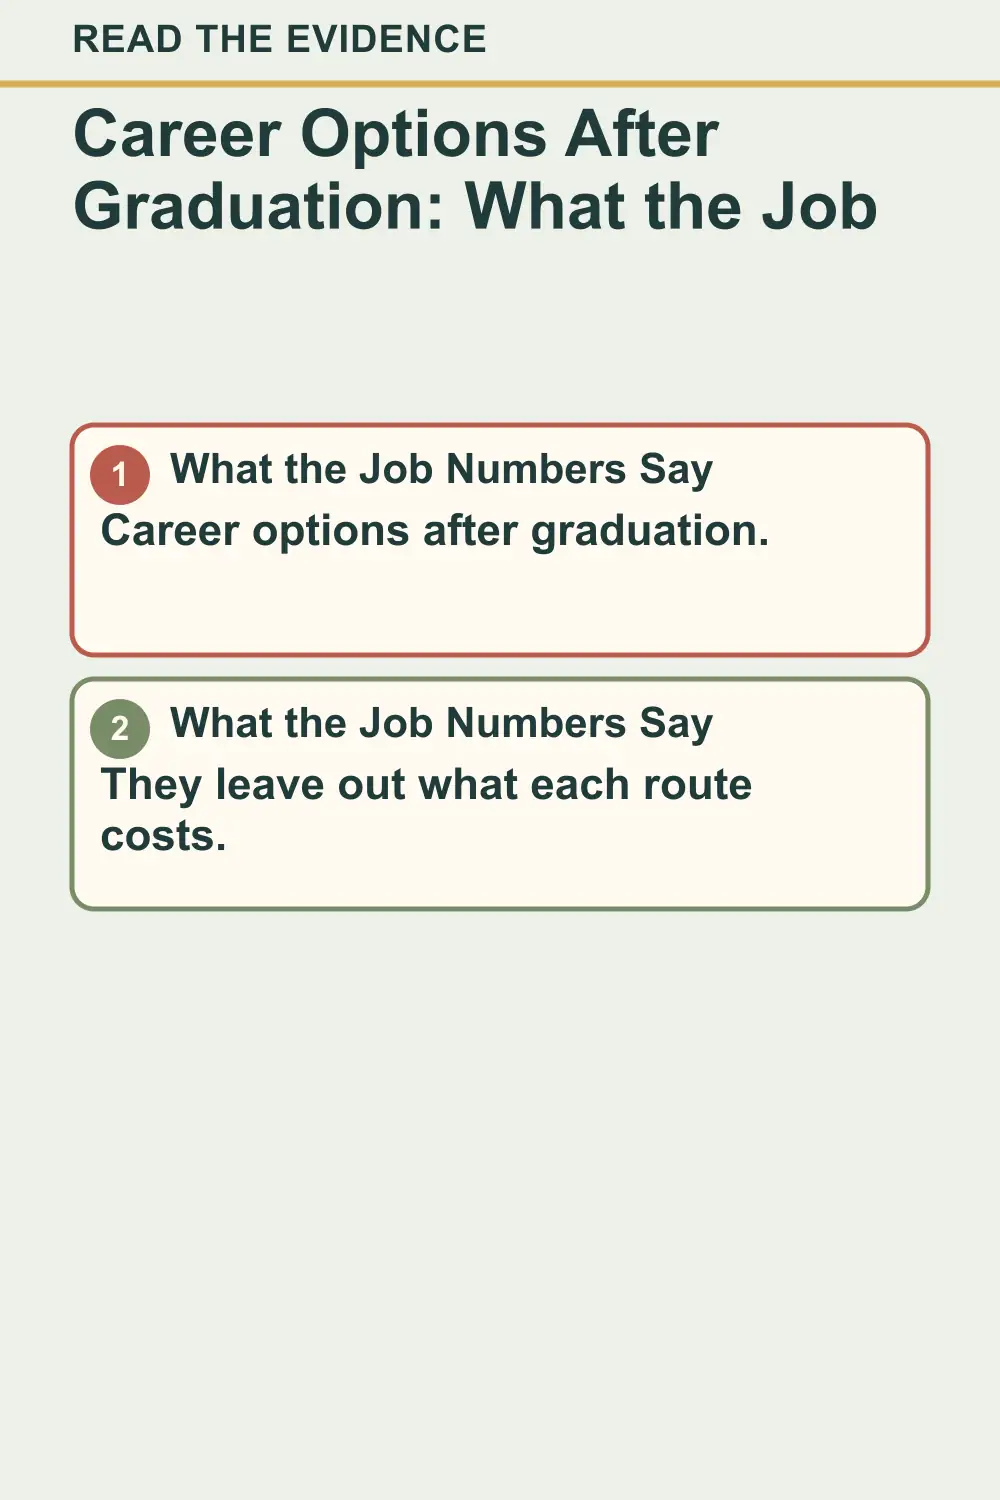 READ THE EVIDENCE
Career Options After
Graduation: What the Job
1 What the Job Numbers Say
Career options after graduation.
2 What the Job Numbers Say
They leave out what each route
costs.